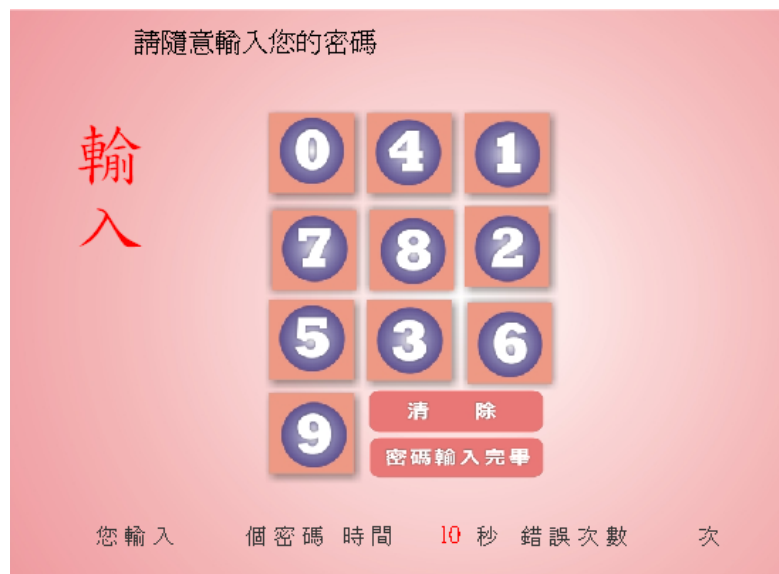 請隨意輸入您的密碼
輸
入
0 4 1
7 8 2
5 3 6
9 清 除
密碼輸入完畢
您輸入 個密碼 時間 10 秒 錯誤次數 次